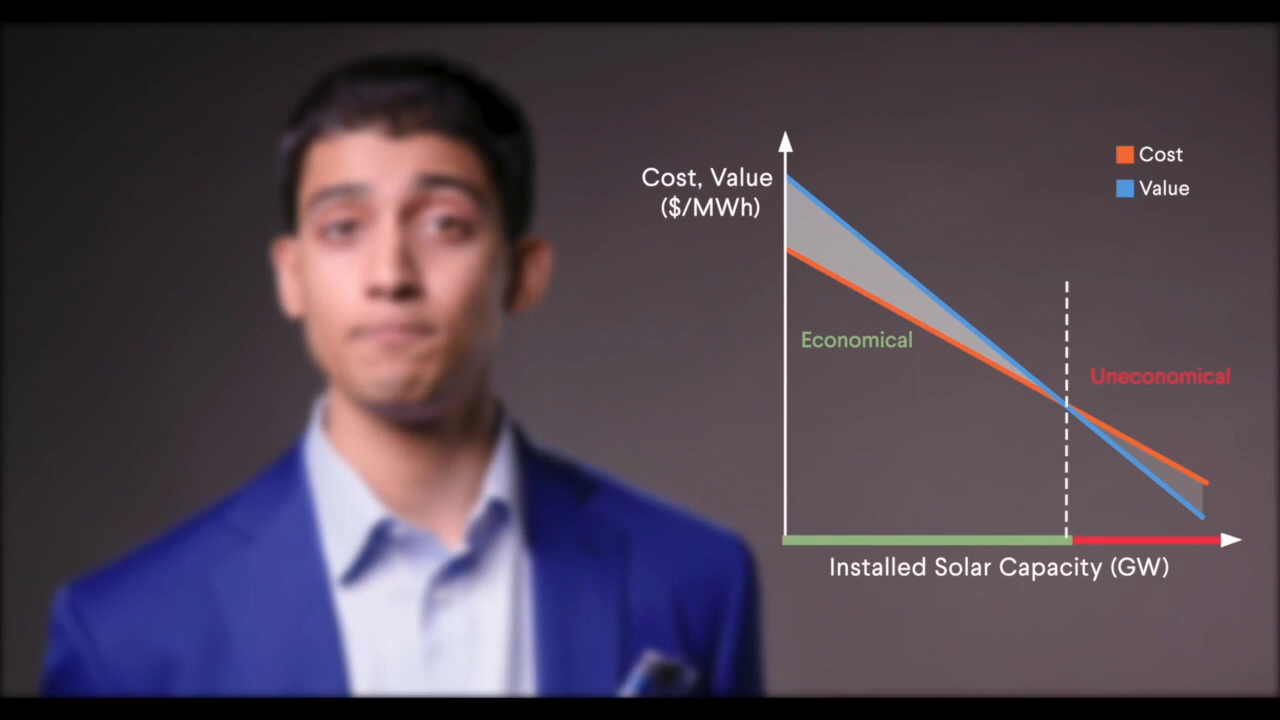 Cost, Value
($/MWh)
Cost
Value
Economical
Uneconomical
Installed Solar Capacity (GW)